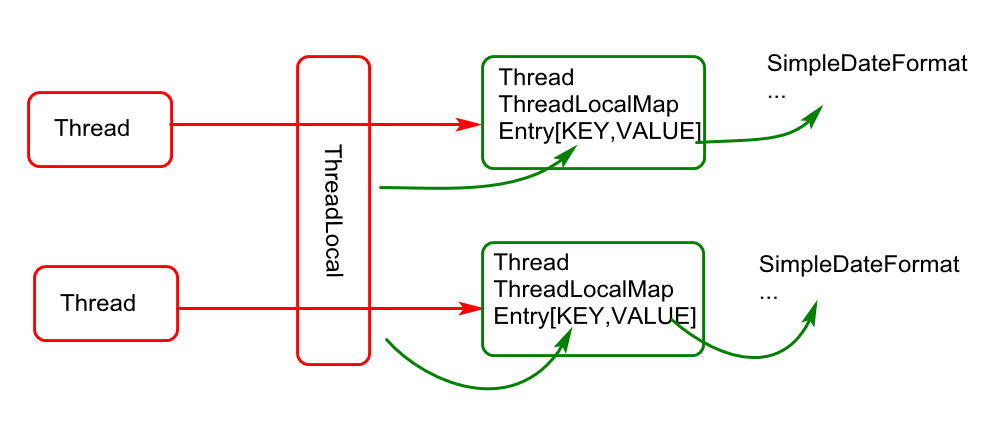 Thread
ThreadLocal
Thread
ThreadLocalMap
Entry[KEY,VALUE]
SimpleDateFormat
...
Thread
Thread
ThreadLocalMap
Entry[KEY,VALUE]
SimpleDateFormat
...